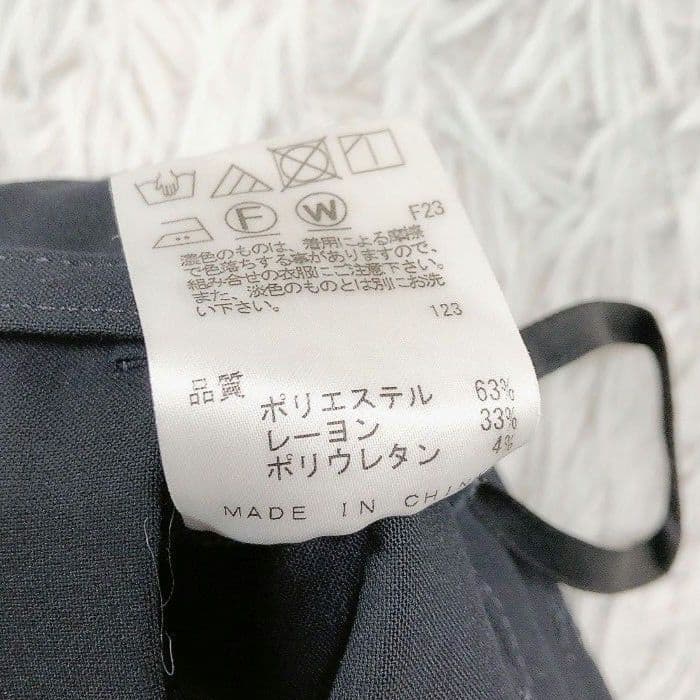 F W F23
濃色のものは、着用による摩擦
で色落ちする事がありますので
組み合せの衣服にご注意下さい。
また、淡色のものとは別にお洗
い下さい。
123
品質 ポリエステル 63%
レーヨン 33%
ポリウレタン 4%
MADE IN CHIN